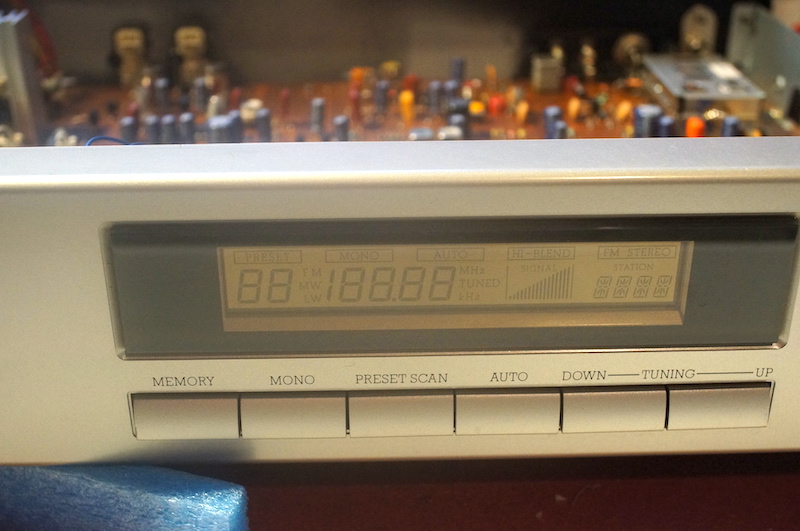 PRESET MONO AUTO HI-BLEND FM STEREO
88 FM MW LW 188.88 MHz TUNED kHz SIGNAL STATION
MEMORY MONO PRESET SCAN AUTO DOWN TUNING UP